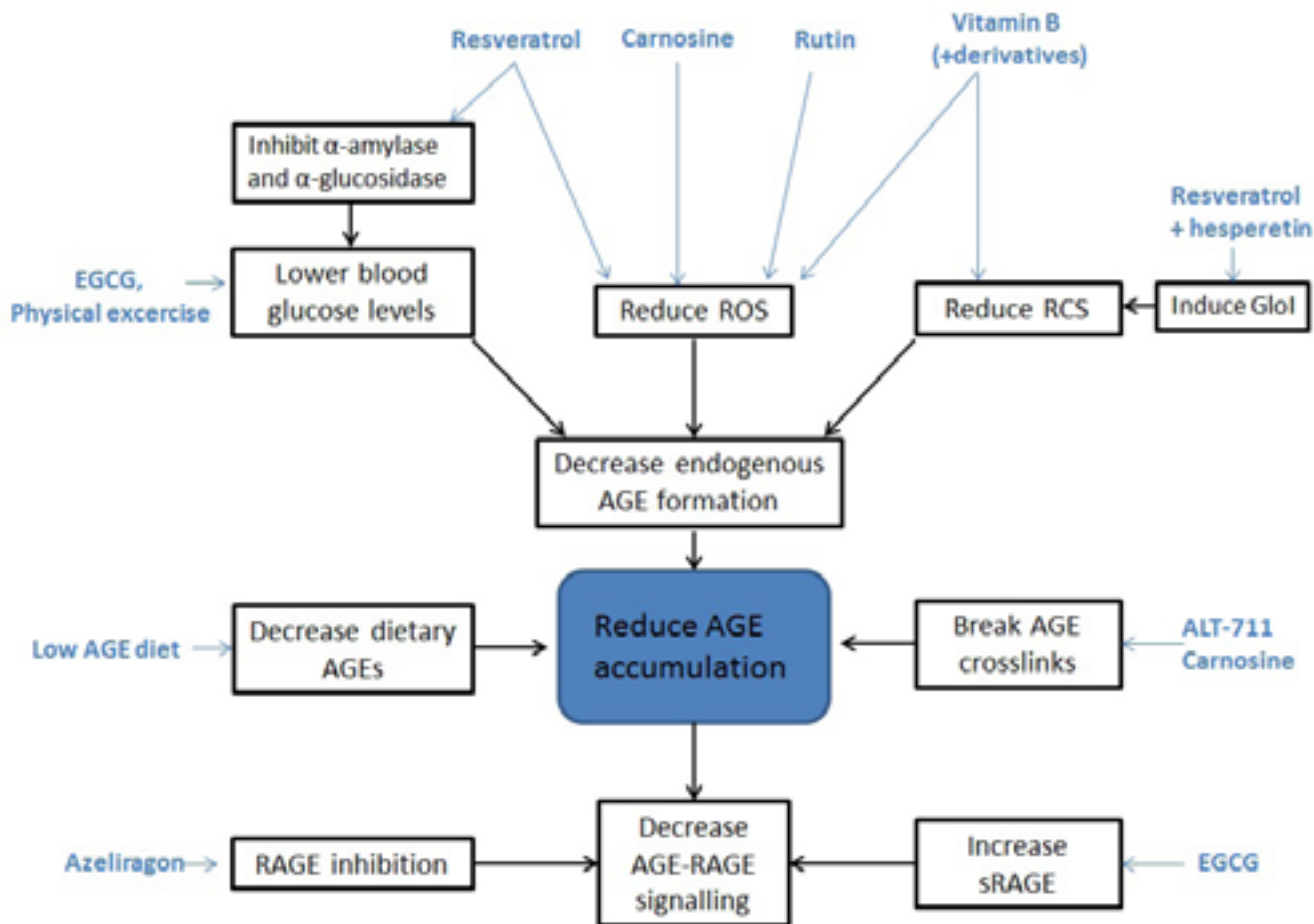 Resveratrol
Carnosine
Rutin
Vitamin B
(+derivatives)
Inhibit α-amylase
and α-glucosidase
Resveratrol
+ hesperetin
EGCG,
Physical excercise
Lower blood
glucose levels
Reduce ROS
Reduce RCS
Induce GloI
Decrease endogenous
AGE formation
Low AGE diet
Decrease dietary
AGEs
Reduce AGE
accumulation
Break AGE
crosslinks
ALT-711
Carnosine
Azeliragon
RAGE inhibition
Decrease
AGE-RAGE
signalling
Increase
sRAGE
EGCG